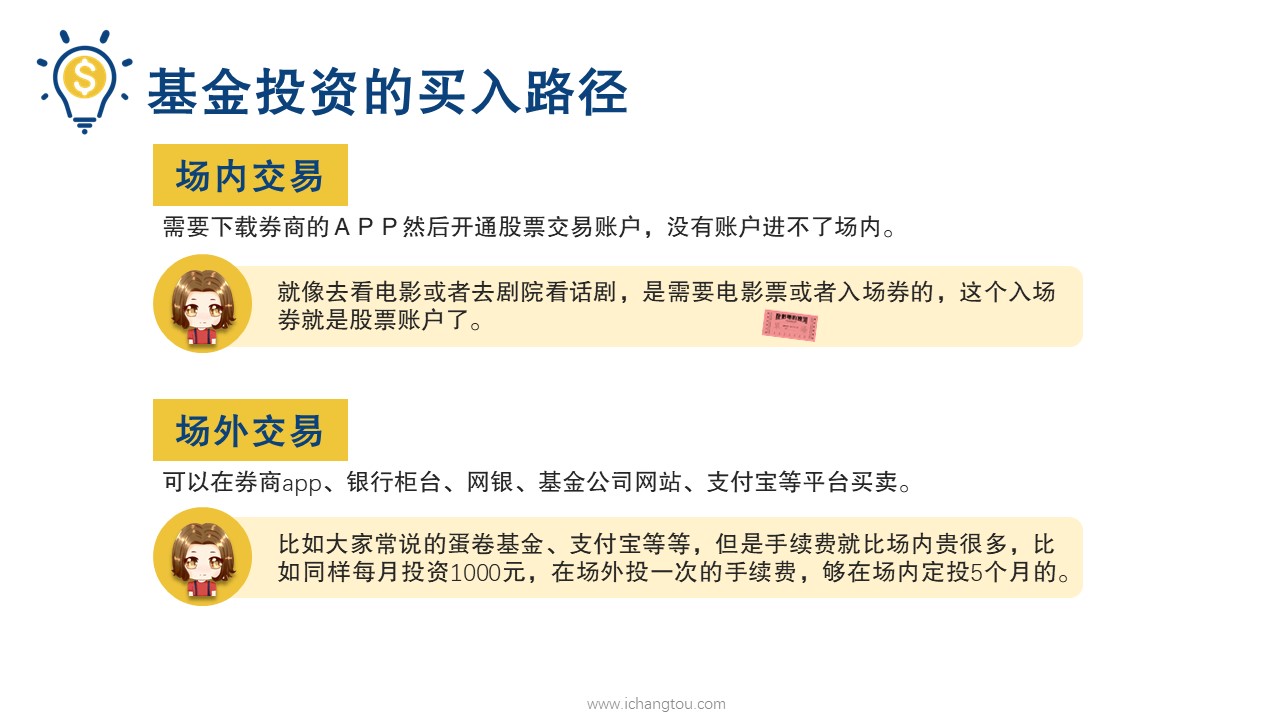 基金投资的买入路径
场内交易
需要下载券商的ＡＰＰ然后开通股票交易账户，没有账户进不了场内。
就像去看电影或者去剧院看话剧，是需要电影票或者入场券的，这个入场
券就是股票账户了。
场外交易
可以在券商app、银行柜台、网银、基金公司网站、支付宝等平台买卖。
比如大家常说的蛋卷基金、支付宝等等，但是手续费就比场内贵很多，比
如同样每月投资1000元，在场外投一次的手续费，够在场内定投5个月的。
www.ichangtou.com